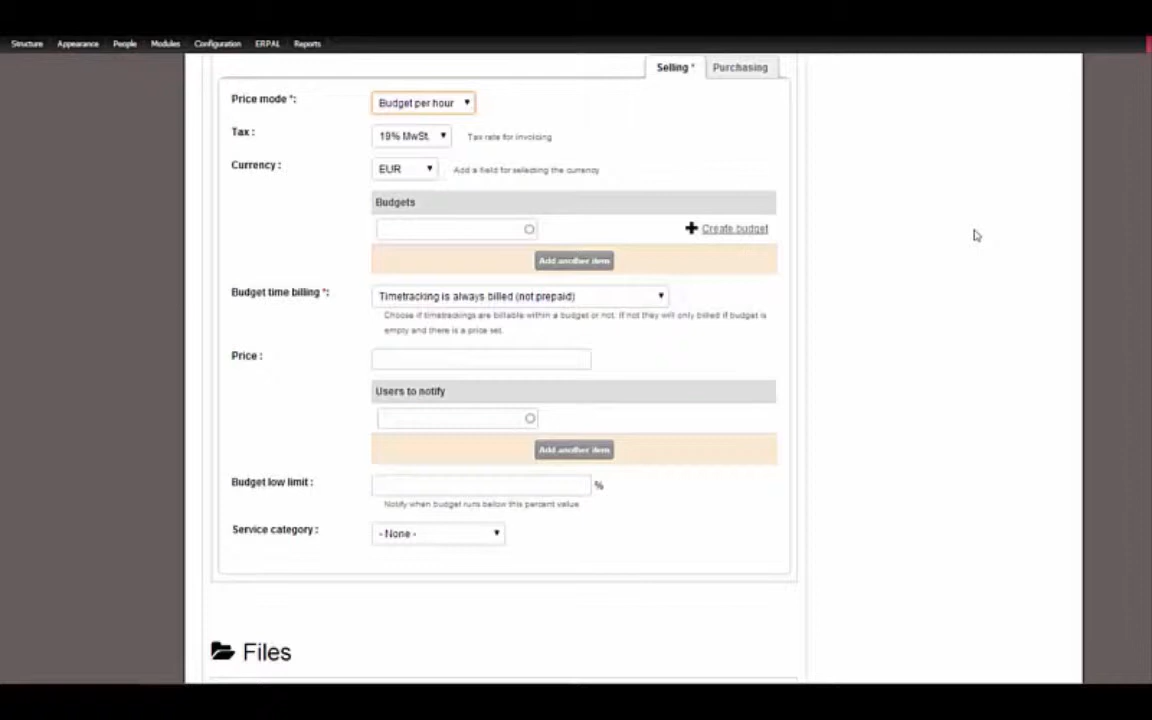 Structure Appearance People Modules Configuration ERPAL Reports
Selling * Purchasing
Price mode *: Budget per hour
Tax : 19% MwSt. Tax rate for invoicing
Currency : EUR Add a field for selecting the currency
Budgets
Create budget
Add another item
Budget time billing *: Timetracking is always billed (not prepaid)
Choose if timetrackings are billable within a budget or not. If not they will only billed if budget is
empty and there is a price set.
Price :
Users to notify
Add another item
Budget low limit : %
Notify when budget runs below this percent value
Service category : - None -
Files